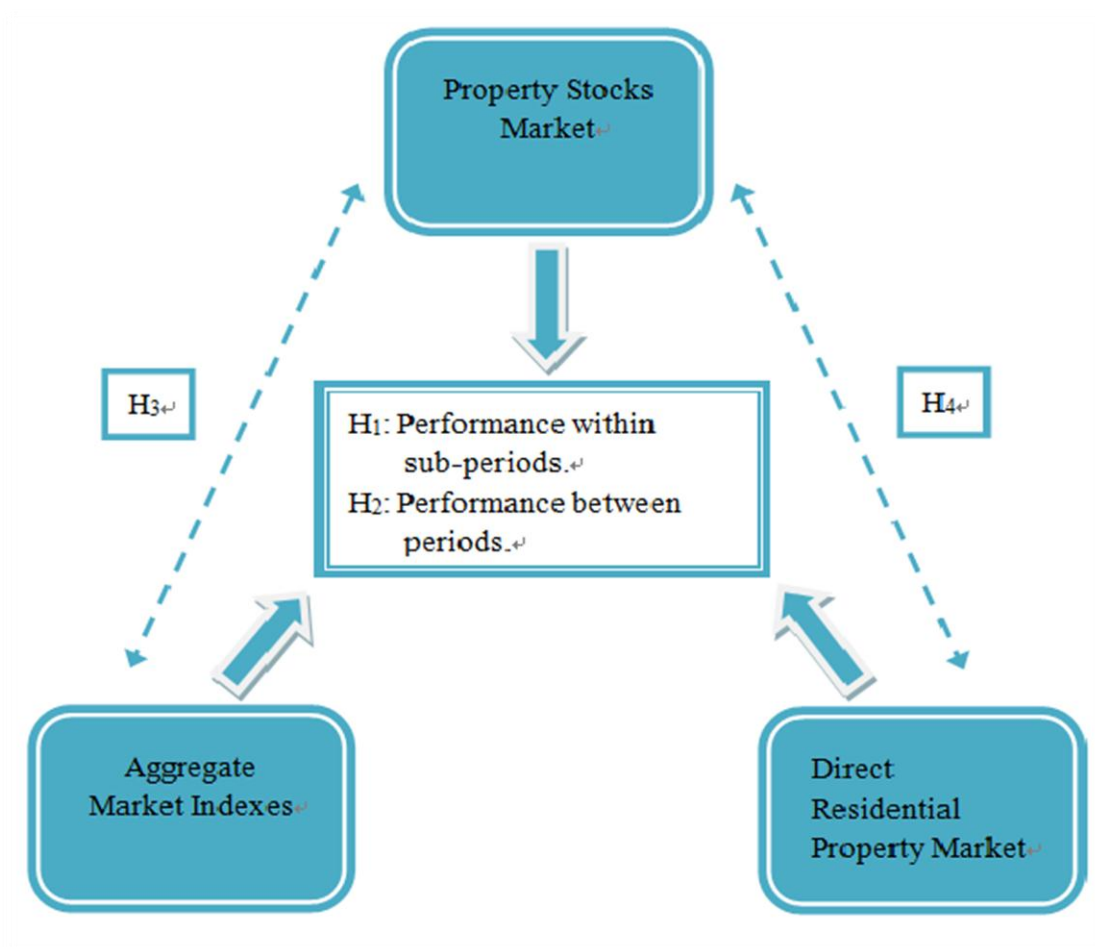 Property Stocks
Market↵
H3↵
H4↵
H1: Performance within
sub-periods.↵
H2: Performance between
periods.↵
Aggregate
Market Indexes↵
Direct
Residential
Property Market↵